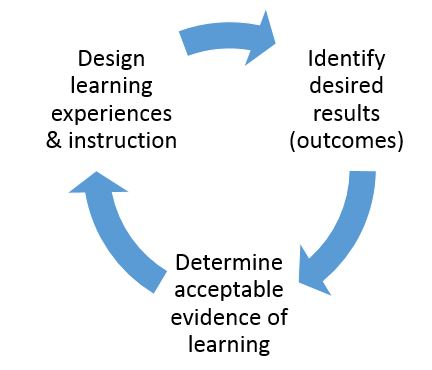 Design
learning
experiences
& instruction
Identify
desired
results
(outcomes)
Determine
acceptable
evidence of
learning